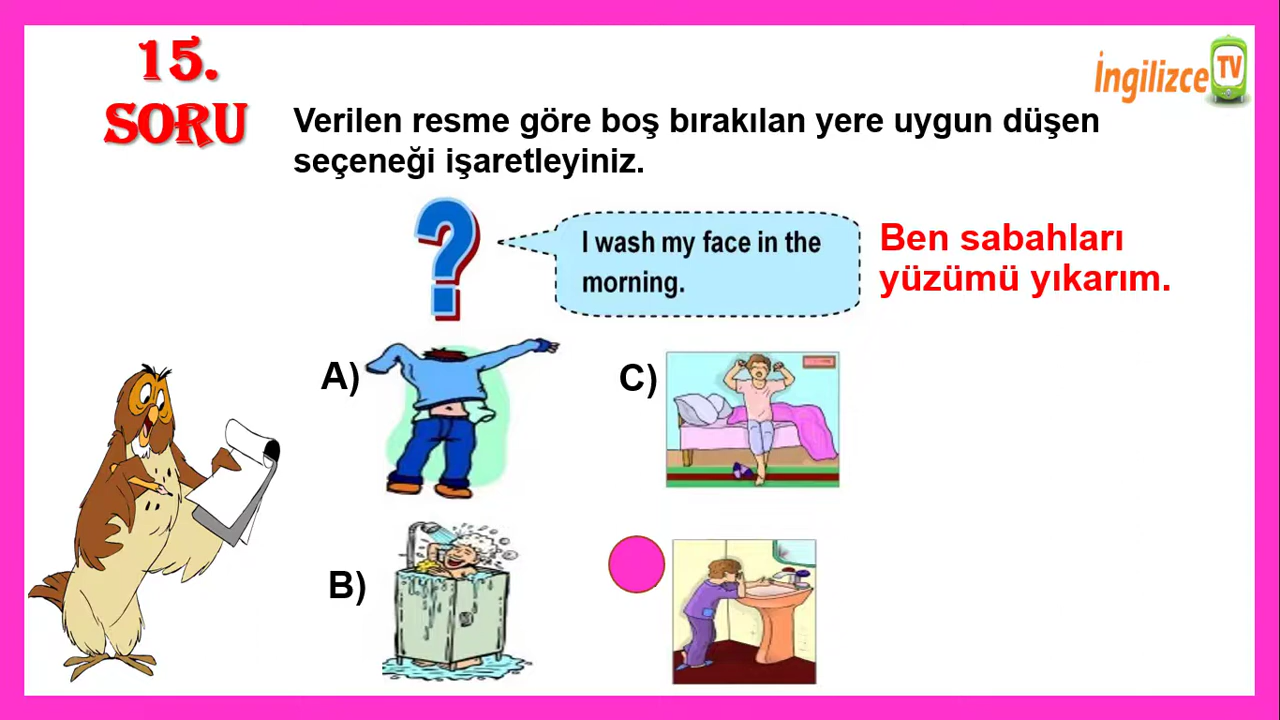 15.
SORU
İngilizce TV
Verilen resme göre boş bırakılan yere uygun düşen
seçeneği işaretleyiniz.
?
I wash my face in the
morning.
Ben sabahları
yüzümü yıkarım.
A)
C)
B)